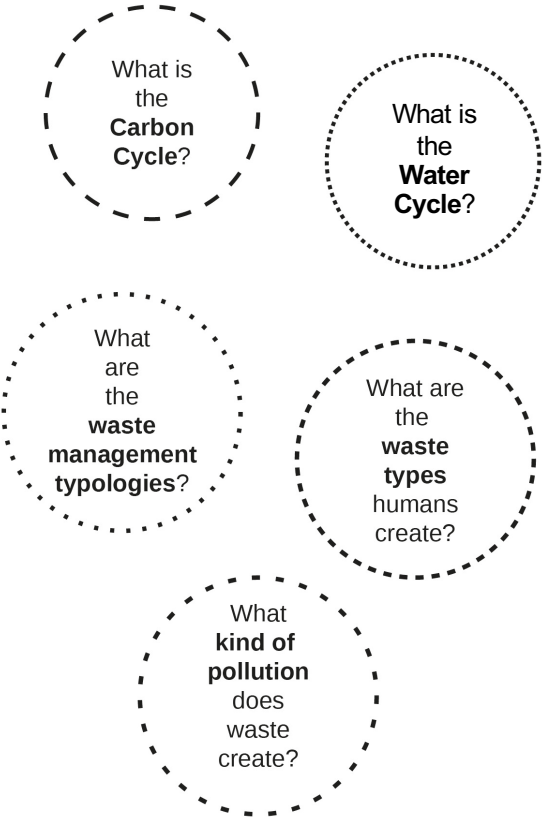 What is
the
Carbon
Cycle?
What is
the
Water
Cycle?
What
are
the
waste
management
typologies?
What are
the
waste
types
humans
create?
What
kind of
pollution
does
waste
create?